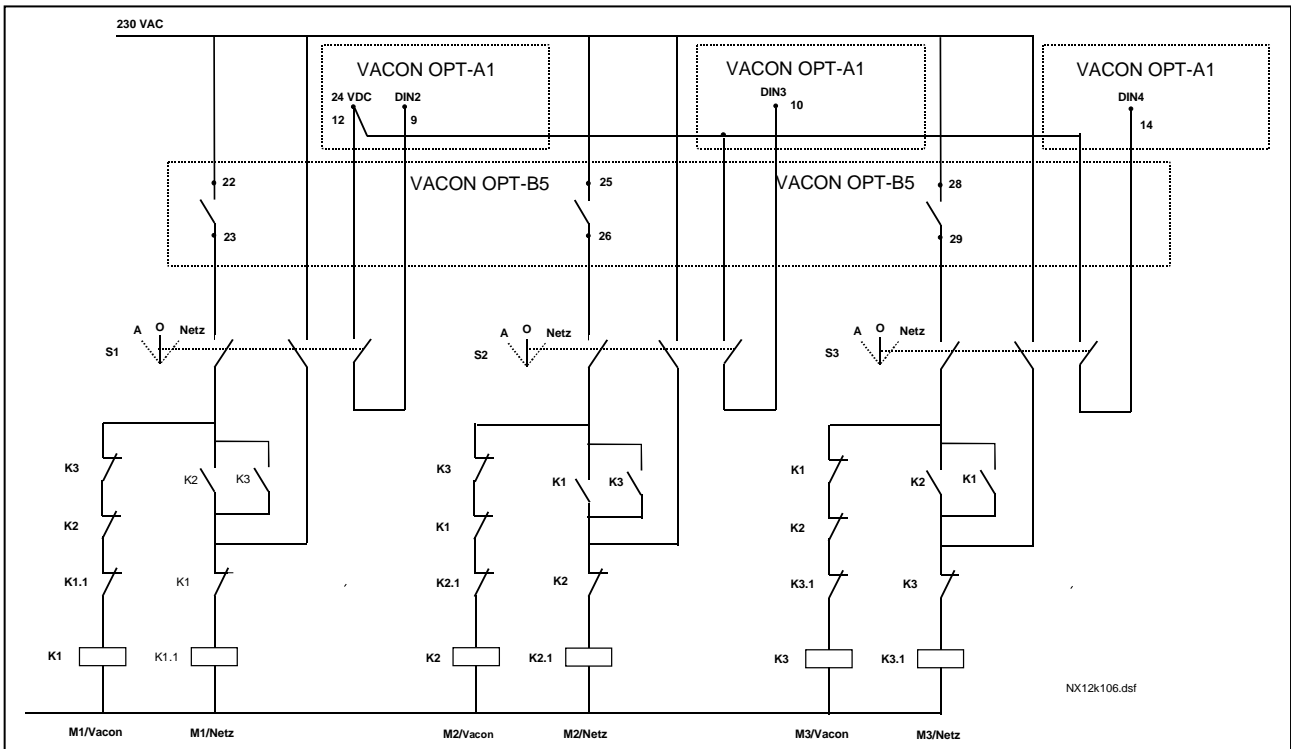 230 VAC
VACON OPT-A1
VACON OPT-A1
VACON OPT-A1
24 VDC DIN2
DIN3
DIN4
12 9
10
14
22
VACON OPT-B5
25
VACON OPT-B5
28
23
26
29
A O Netz
S1
A O Netz
S2
A O Netz
S3
K3 K2 K3
K3 K1 K3
K1 K2 K1
K2
K1
K2
K1.1 K1
K2.1 K2
K3.1 K3
K1 K1.1
K2 K2.1
K3 K3.1
NX12k106.dsf
M1/Vacon M1/Netz M2/Vacon M2/Netz M3/Vacon M3/Netz